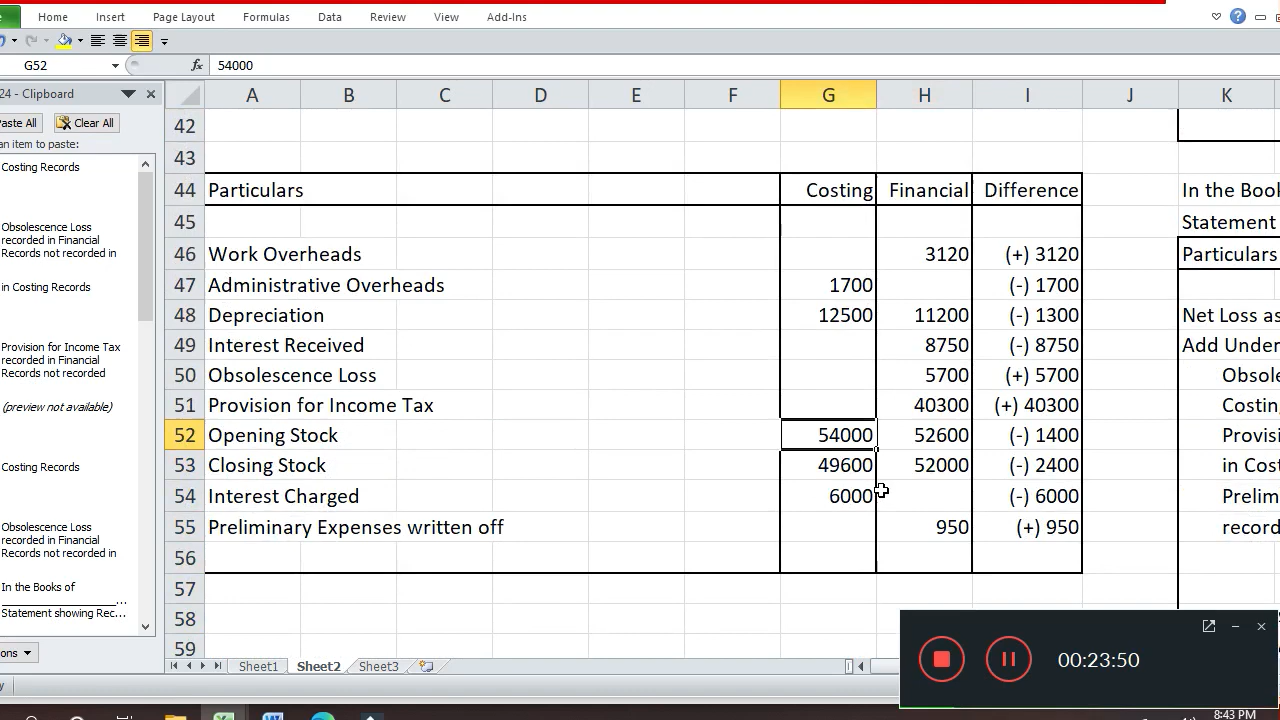 Home Insert Page Layout Formulas Data Review View Add-Ins
G52 fx 54000
24 - Clipboard
Paste All Clear All
an item to paste:
Costing Records
Obsolescence Loss
recorded in Financial
Records not recorded in
in Costing Records
Provision for Income Tax
recorded in Financial
Records not recorded
(preview not available)
Costing Records
Obsolescence Loss
recorded in Financial
Records not recorded in
In the Books of
Statement showing Rec...
A B C D E F G H I J K
42
43
44 Particulars Costing Financial Difference In the Book
45 Statement
46 Work Overheads 3120 (+) 3120 Particulars
47 Administrative Overheads 1700 (-) 1700
48 Depreciation 12500 11200 (-) 1300 Net Loss as
49 Interest Received 8750 (-) 8750 Add Under
50 Obsolescence Loss 5700 (+) 5700 Obsole
51 Provision for Income Tax 40300 (+) 40300 Costing
52 Opening Stock 54000 52600 (-) 1400 Provisi
53 Closing Stock 49600 52000 (-) 2400 in Cost
54 Interest Charged 6000 (-) 6000 Prelim
55 Preliminary Expenses written off 950 (+) 950 record
56
57
58
59
Sheet1 Sheet2 Sheet3
00:23:50
8:43 PM